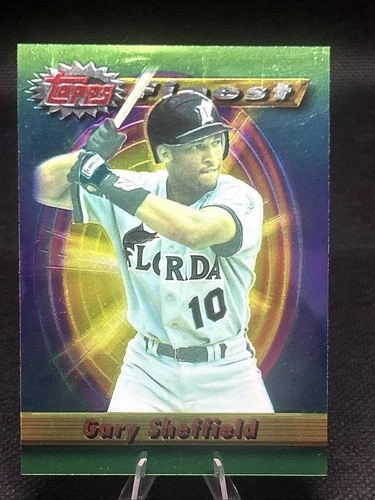 Topps Finest
FLORIDA
10
Gary Sheffield